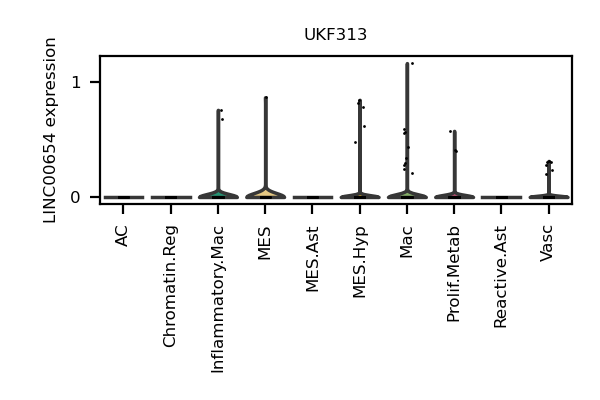 UKF313
LINC00654 expression
1
0
AC
Chromatin.Reg
Inflammatory.Mac
MES
MES.Ast
MES.Hyp
Mac
Prolif.Metab
Reactive.Ast
Vasc